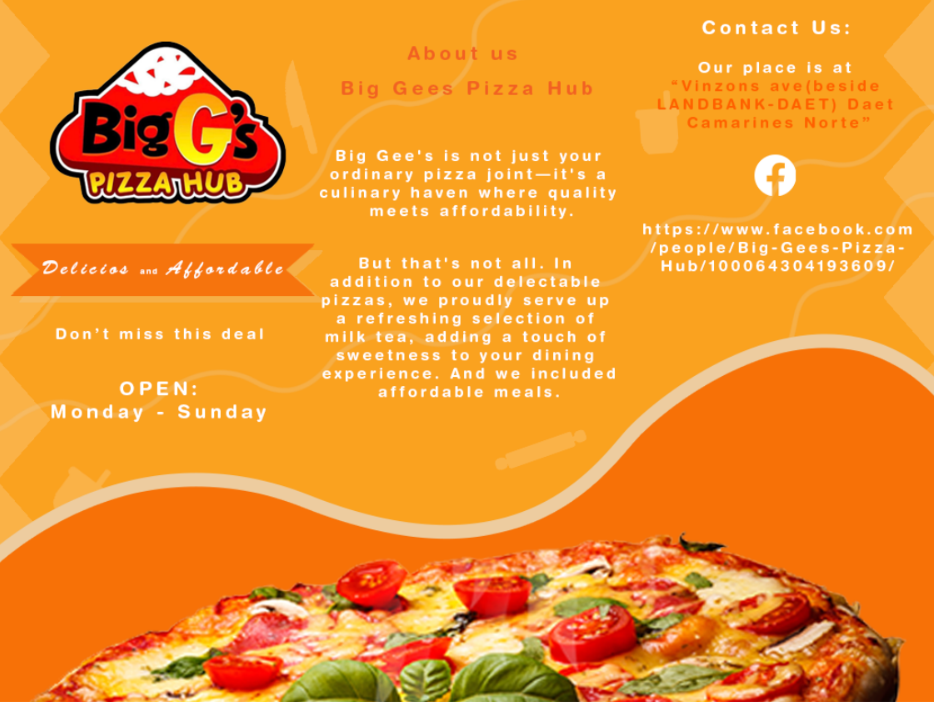 Big G's
PIZZA HUB
Delicios and Affordable
Don't miss this deal
OPEN:
Monday - Sunday
About us
Big Gees Pizza Hub
Big Gee's is not just your
ordinary pizza joint—it's a
culinary haven where quality
meets affordability.
But that's not all. In
addition to our delectable
pizzas, we proudly serve up
a refreshing selection of
milk tea, adding a touch of
sweetness to your dining
experience. And we included
affordable meals.
Contact Us:
Our place is at
“Vinzons ave(beside
LANDBANK-DAET) Daet
Camarines Norte”
https://www.facebook.com
/people/Big-Gees-Pizza-
Hub/100064304193609/